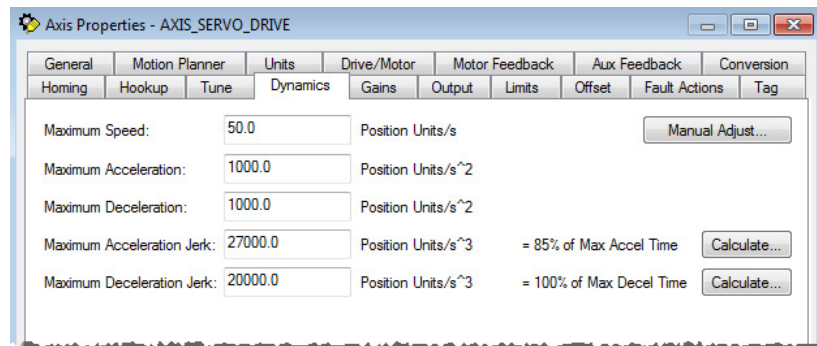 Axis Properties - AXIS_SERVO_DRIVE
General Motion Planner Units Drive/Motor Motor Feedback Aux Feedback Conversion
Homing Hookup Tune Dynamics Gains Output Limits Offset Fault Actions Tag
Maximum Speed: 50.0 Position Units/s Manual Adjust...
Maximum Acceleration: 1000.0 Position Units/s^2
Maximum Deceleration: 1000.0 Position Units/s^2
Maximum Acceleration Jerk: 27000.0 Position Units/s^3 = 85% of Max Accel Time Calculate...
Maximum Deceleration Jerk: 20000.0 Position Units/s^3 = 100% of Max Decel Time Calculate...